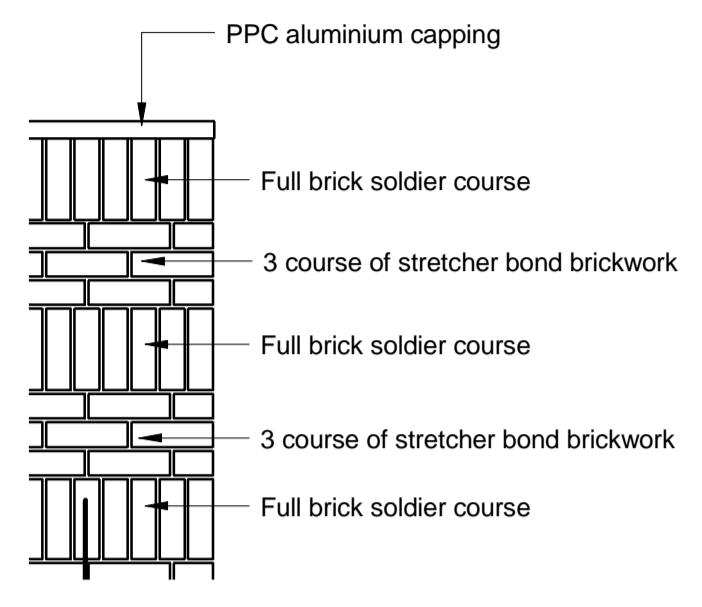 PPC aluminium capping
Full brick soldier course
3 course of stretcher bond brickwork
Full brick soldier course
3 course of stretcher bond brickwork
Full brick soldier course